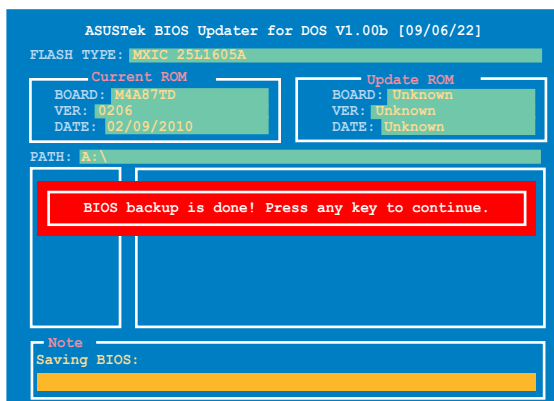 ASUSTek BIOS Updater for DOS V1.00b [09/06/22]
FLASH TYPE: MXIC 25L1605A
Current ROM
BOARD: M4A87TD
VER: 0206
DATE: 02/09/2010
Update ROM
BOARD: Unknown
VER: Unknown
DATE: Unknown
PATH: A:\
BIOS backup is done! Press any key to continue.
Note
Saving BIOS: